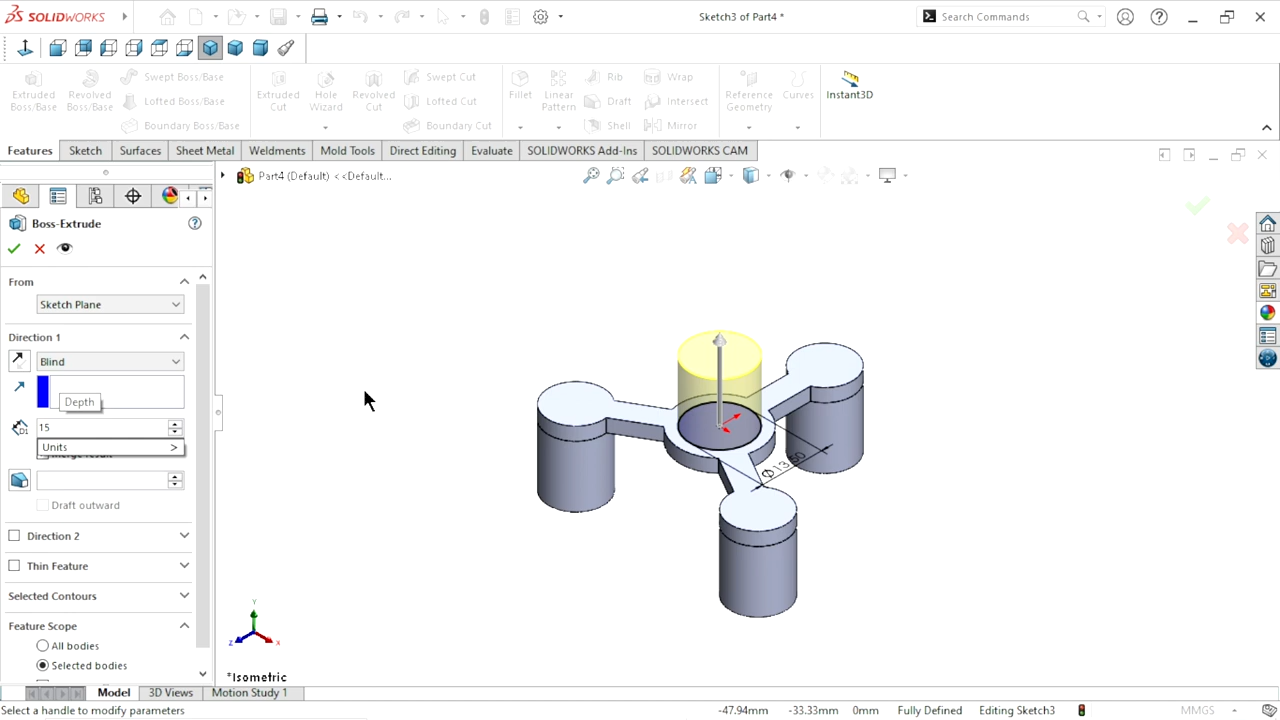 SOLIDWORKS
Sketch3 of Part4 *
Search Commands
Extruded Boss/Base
Revolved Boss/Base
Swept Boss/Base
Lofted Boss/Base
Boundary Boss/Base
Extruded Cut
Hole Wizard
Revolved Cut
Swept Cut
Lofted Cut
Boundary Cut
Fillet
Linear Pattern
Rib
Draft
Shell
Wrap
Intersect
Mirror
Reference Geometry
Curves
Instant3D
Features
Sketch
Surfaces
Sheet Metal
Weldments
Mold Tools
Direct Editing
Evaluate
SOLIDWORKS Add-Ins
SOLIDWORKS CAM
Part4 (Default) <<Default...
Boss-Extrude
From
Sketch Plane
Direction 1
Blind
Depth
15
Units >
Merge result
Draft outward
Direction 2
Thin Feature
Selected Contours
Feature Scope
All bodies
Selected bodies
Ø13.50
Y
Z
X
*Isometric
Model
3D Views
Motion Study 1
Select a handle to modify parameters
-47.94mm
-33.33mm
0mm
Fully Defined
Editing Sketch3
MMGS